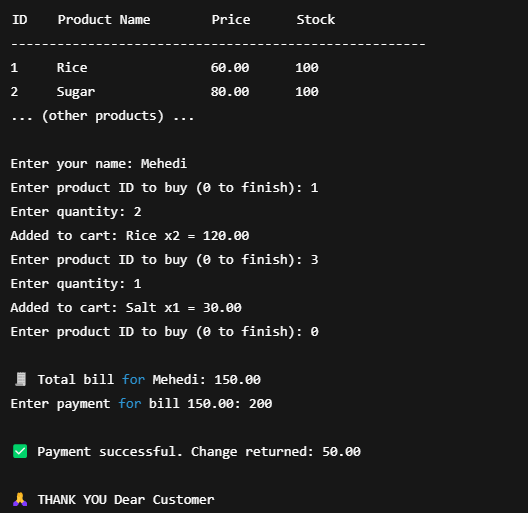 ID Product Name Price Stock
------------------------------------------------------
1 Rice 60.00 100
2 Sugar 80.00 100
... (other products) ...
Enter your name: Mehedi
Enter product ID to buy (0 to finish): 1
Enter quantity: 2
Added to cart: Rice x2 = 120.00
Enter product ID to buy (0 to finish): 3
Enter quantity: 1
Added to cart: Salt x1 = 30.00
Enter product ID to buy (0 to finish): 0
🧾 Total bill for Mehedi: 150.00
Enter payment for bill 150.00: 200
✅ Payment successful. Change returned: 50.00
🙏 THANK YOU Dear Customer